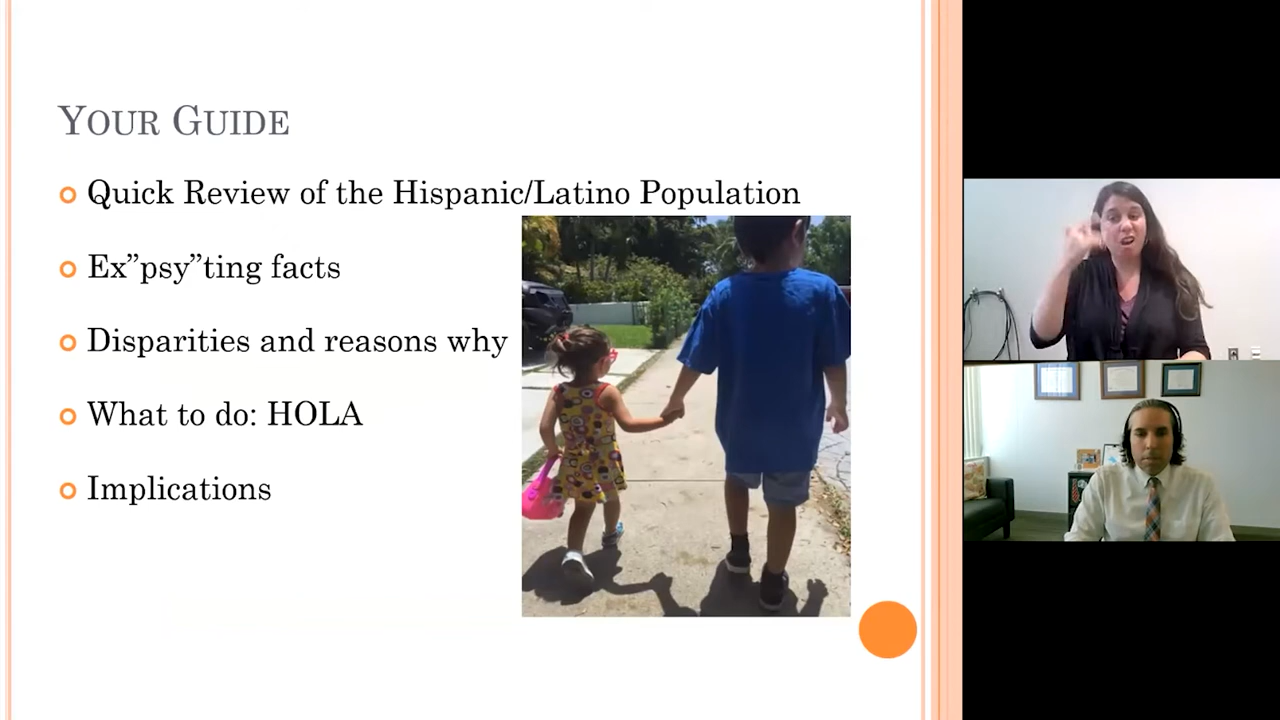 YOUR GUIDE
Quick Review of the Hispanic/Latino Population
Ex”psy”ting facts
Disparities and reasons why
What to do: HOLA
Implications